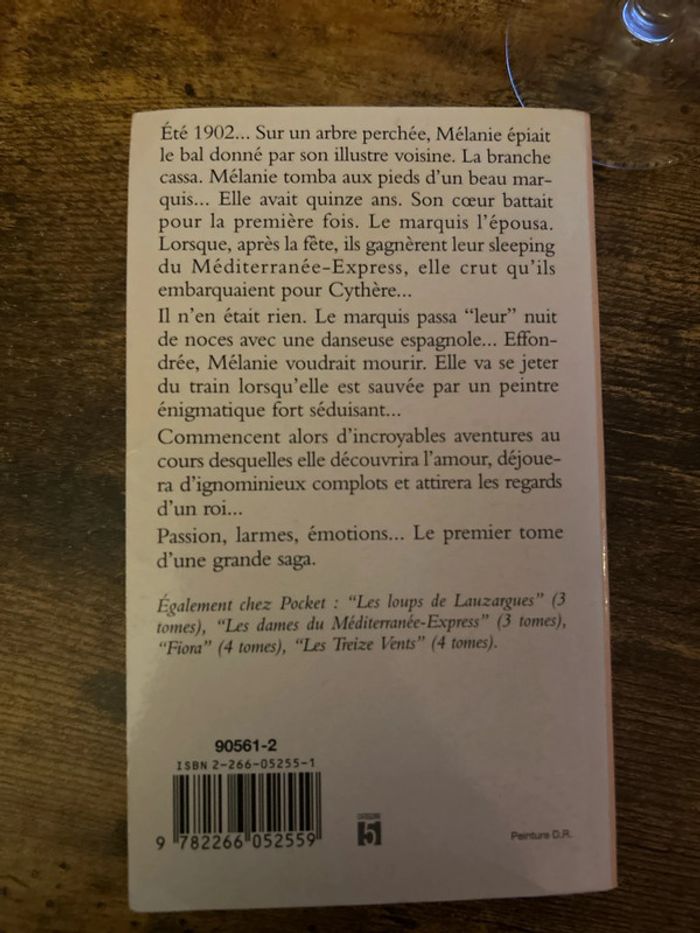 Été 1902... Sur un arbre perchée, Mélanie épiait
le bal donné par son illustre voisine. La branche
cassa. Mélanie tomba aux pieds d'un beau mar-
quis... Elle avait quinze ans. Son cœur battait
pour la première fois. Le marquis l'épousa.
Lorsque, après la fête, ils gagnèrent leur sleeping
du Méditerranée-Express, elle crut qu'ils
embarquaient pour Cythère...
Il n'en était rien. Le marquis passa "leur" nuit
de noces avec une danseuse espagnole... Effon-
drée, Mélanie voudrait mourir. Elle va se jeter
du train lorsqu'elle est sauvée par un peintre
énigmatique fort séduisant...
Commencent alors d'incroyables aventures au
cours desquelles elle découvrira l'amour, déjoue-
ra d'ignominieux complots et attirera les regards
d'un roi...
Passion, larmes, émotions... Le premier tome
d'une grande saga.
Également chez Pocket : "Les loups de Lauzargues" (3
tomes), "Les dames du Méditerranée-Express" (3 tomes),
"Fiora" (4 tomes), "Les Treize Vents" (4 tomes).
90561-2
ISBN 2-266-05255-1
9 782266 052559
CATÉGORIE
5
Peinture D.R.